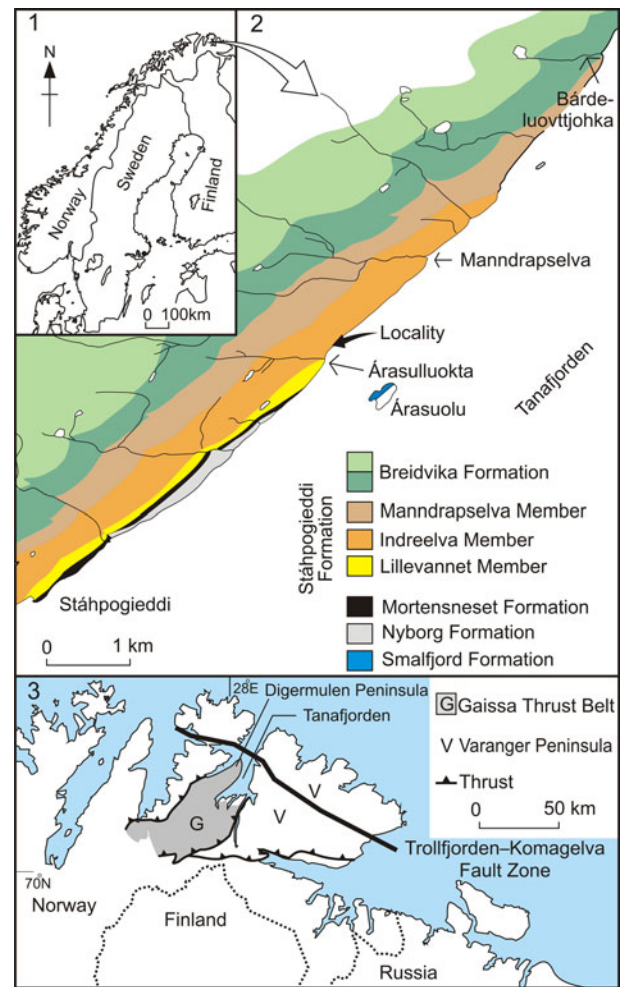 1
N
Norway
Sweden
Finland
0 100km
2
Bárde-
luovttjohka
Manndrapselva
Locality
Árasulluokta
Árasuolu
Tanafjorden
Stáhpogieddi
0 1 km
Stáhpogieddi
Formation
Breidvika Formation
Manndrapselva Member
Indreelva Member
Lillevannet Member
Mortensneset Formation
Nyborg Formation
Smalfjord Formation
3
28°E
Digermulen Peninsula
Tanafjorden
G
V
V
V
70°N
Norway
Finland
Russia
G Gaissa Thrust Belt
V Varanger Peninsula
Thrust
0 50 km
Trollfjorden–Komagelva
Fault Zone